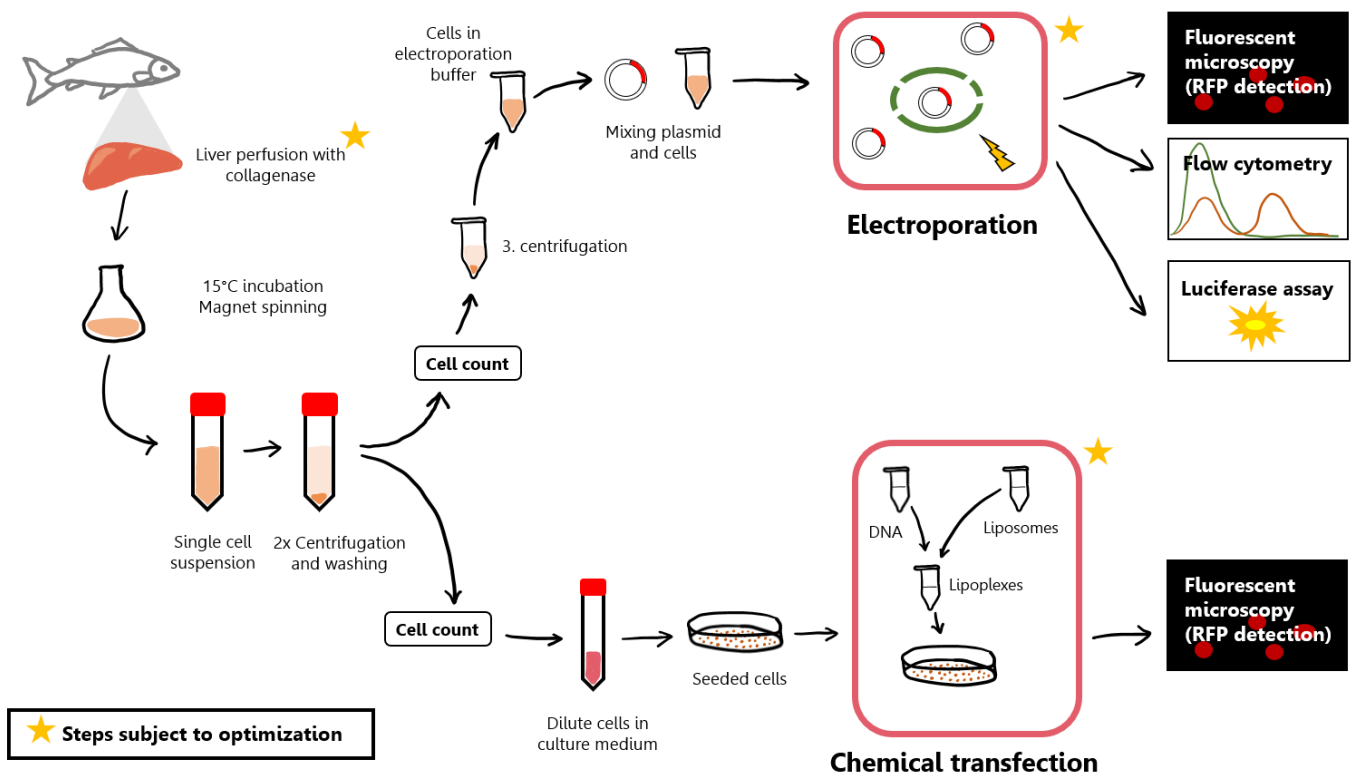 Liver perfusion with
collagenase
15°C incubation
Magnet spinning
Single cell
suspension
2x Centrifugation
and washing
Cell count
3. centrifugation
Cells in
electroporation
buffer
Mixing plasmid
and cells
Electroporation
Fluorescent
microscopy
(RFP detection)
Flow cytometry
Luciferase assay
Cell count
Dilute cells in
culture medium
Seeded cells
DNA
Liposomes
Lipoplexes
Chemical transfection
Fluorescent
microscopy
(RFP detection)
Steps subject to optimization